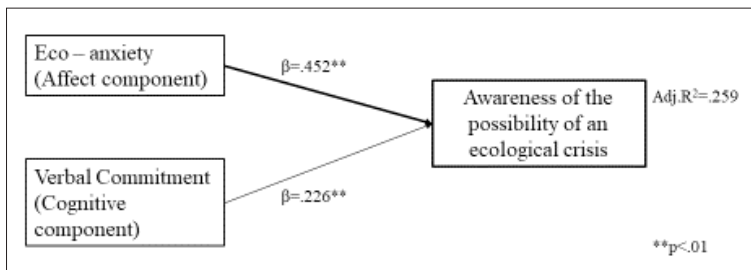 Eco – anxiety
(Affect component)
β=.452**
Awareness of the
possibility of an
ecological crisis
Adj.R²=.259
Verbal Commitment
(Cognitive
component)
β=.226**
**p<.01